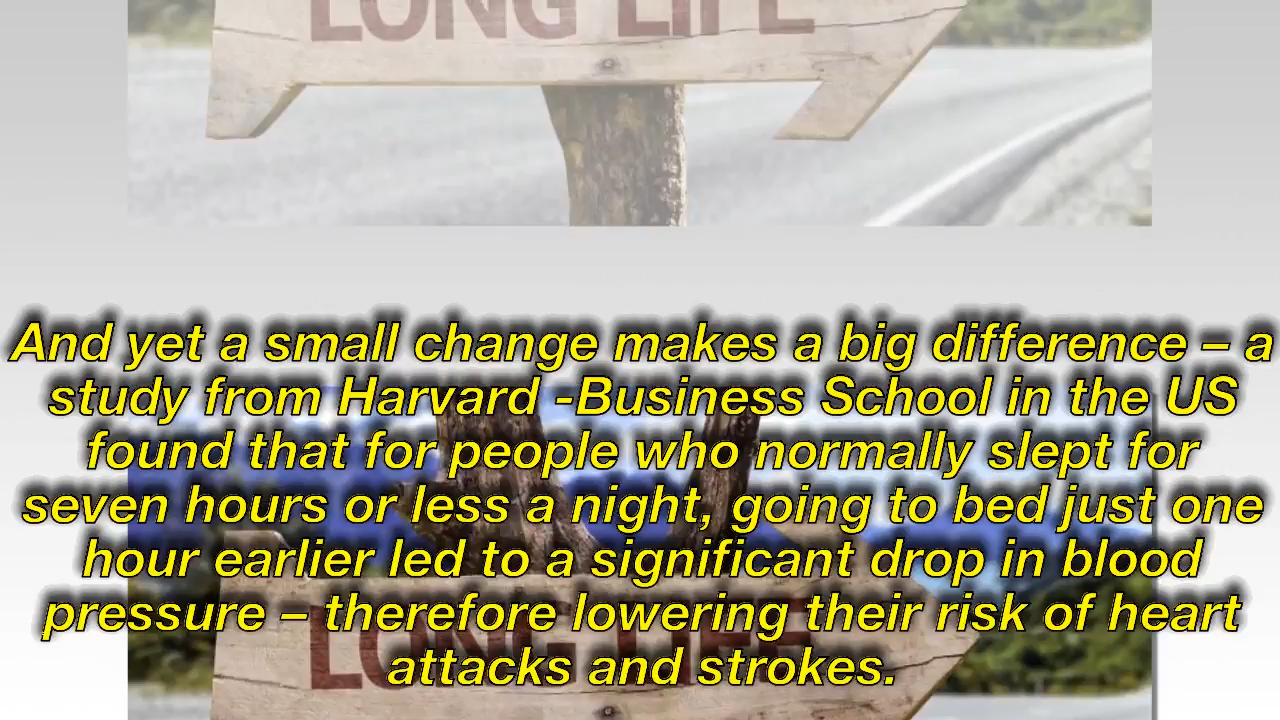 LONG LIFE
And yet a small change makes a big difference – a
study from Harvard -Business School in the US
found that for people who normally slept for
seven hours or less a night, going to bed just one
hour earlier led to a significant drop in blood
pressure – therefore lowering their risk of heart
attacks and strokes.
LONG LIFE